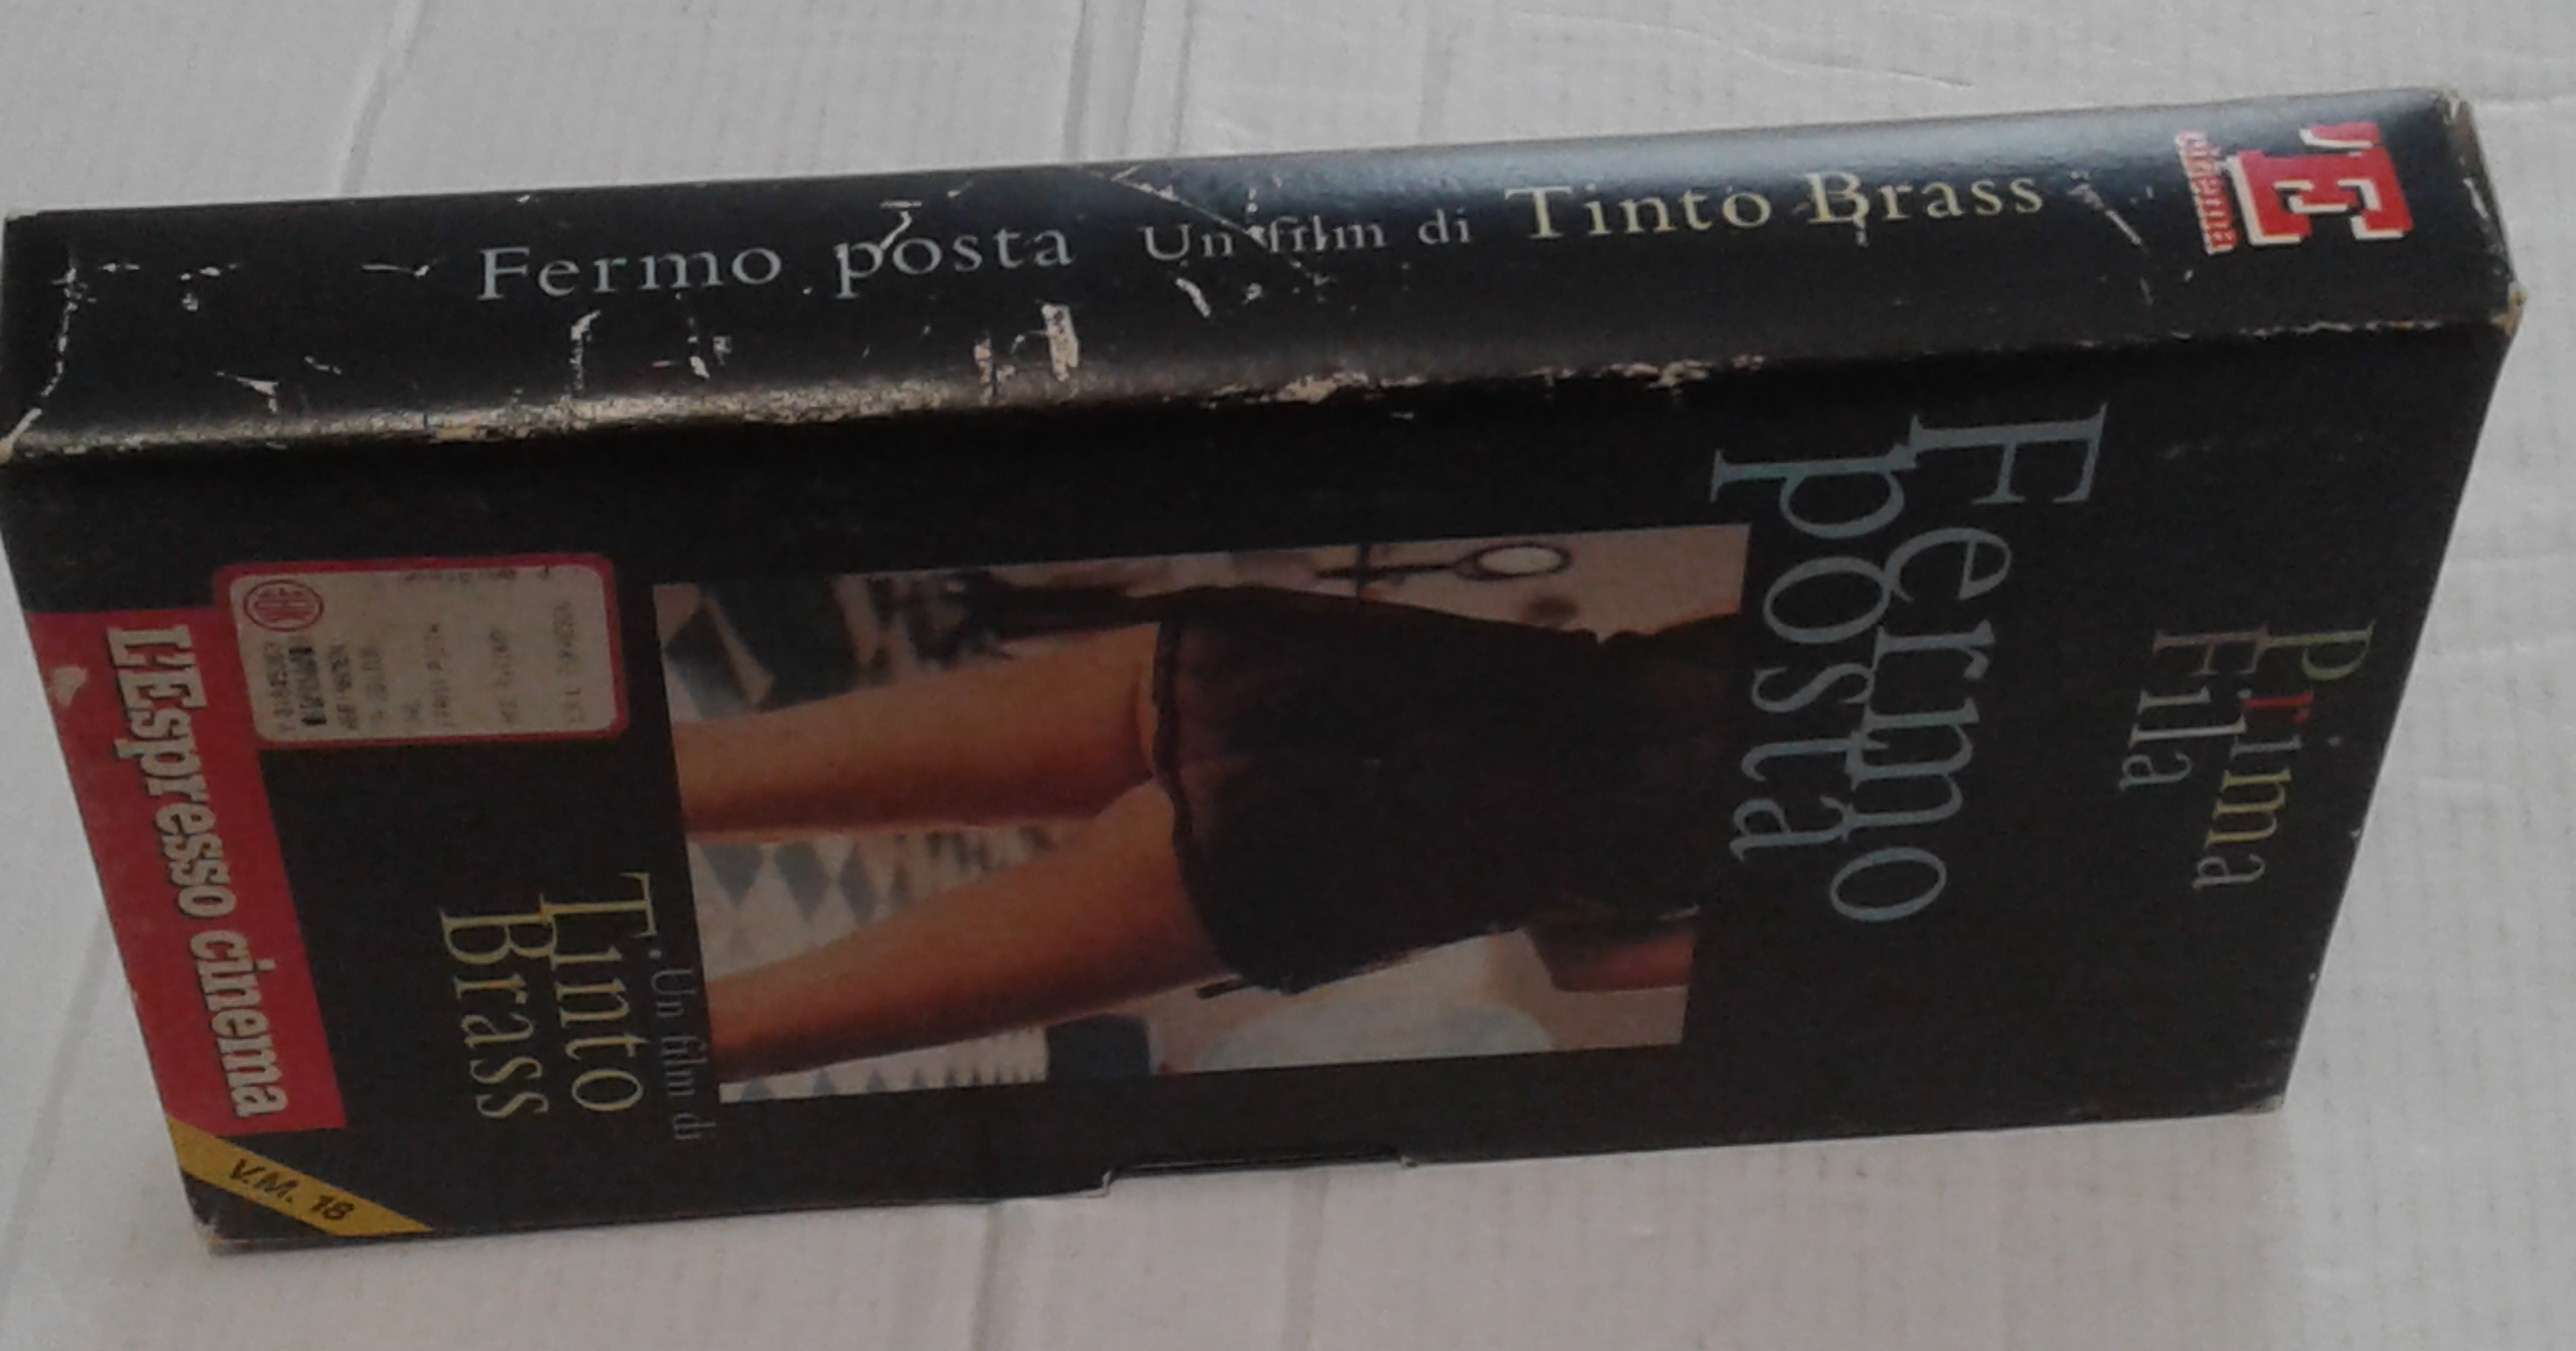 Fermo posta Un film di Tinto Brass
E
cinema
Prima
Fila
Fermo
posta
Un film di
Tinto
Brass
L'Espresso cinema
V.M. 18